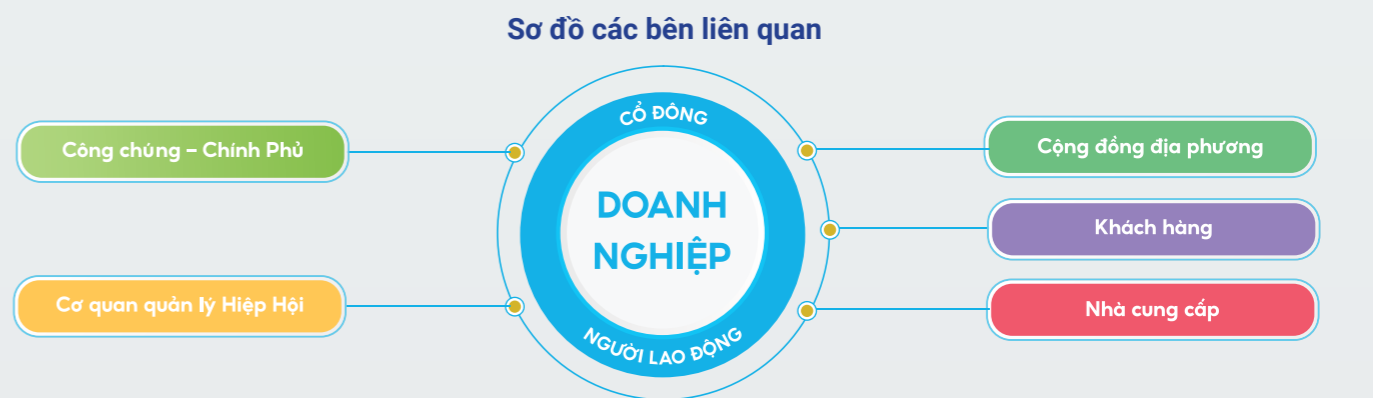 Sơ đồ các bên liên quan
CỔ ĐÔNG
DOANH
NGHIỆP
NGƯỜI LAO ĐỘNG
Công chúng – Chính Phủ
Cơ quan quản lý Hiệp Hội
Cộng đồng địa phương
Khách hàng
Nhà cung cấp